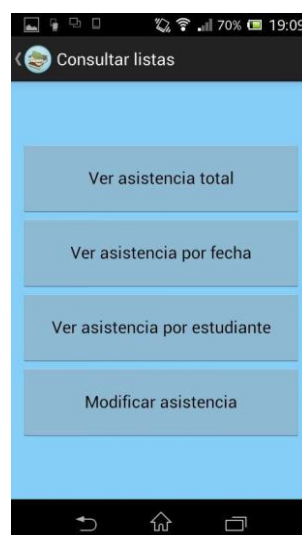 70% 19:09
Consultar listas
Ver asistencia total
Ver asistencia por fecha
Ver asistencia por estudiante
Modificar asistencia